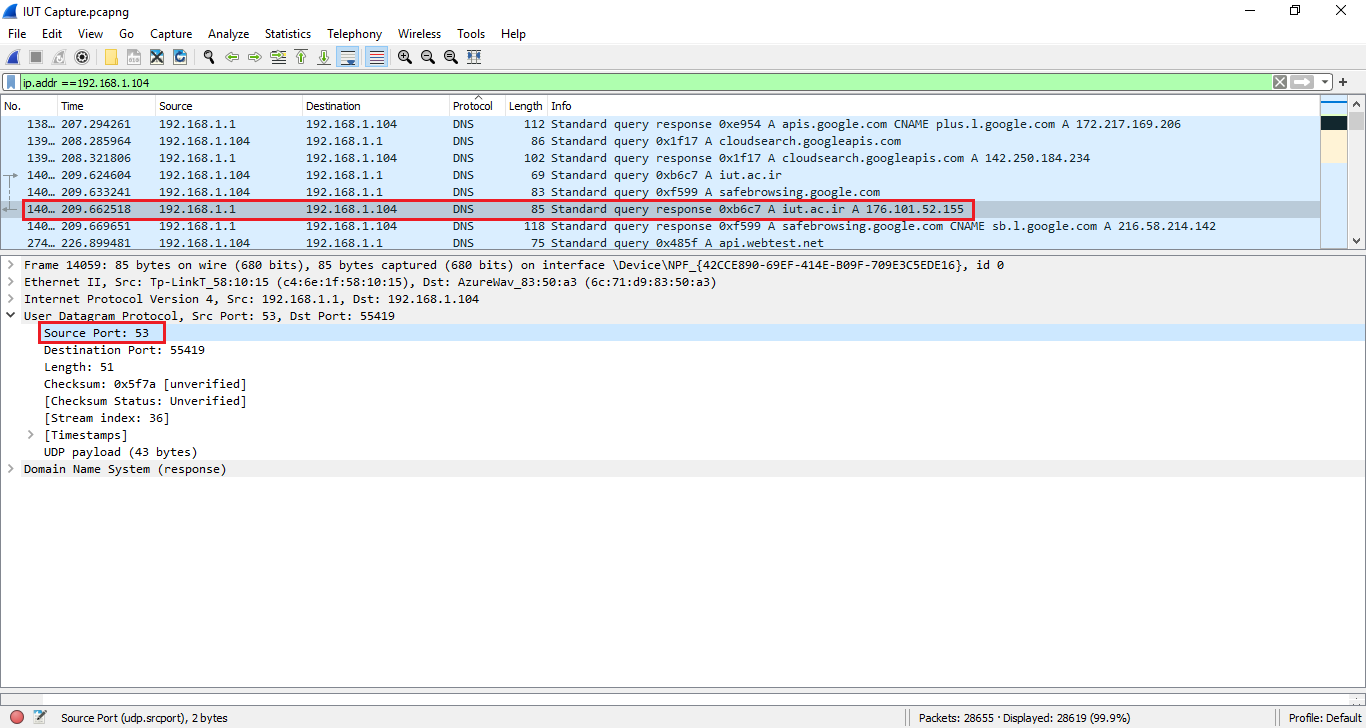 IUT Capture.pcapng
File Edit View Go Capture Analyze Statistics Telephony Wireless Tools Help
ip.addr ==192.168.1.104
No. Time Source Destination Protocol Length Info
138… 207.294261 192.168.1.1 192.168.1.104 DNS 112 Standard query response 0xe954 A apis.google.com CNAME plus.l.google.com A 172.217.169.206
139… 208.285964 192.168.1.104 192.168.1.1 DNS 86 Standard query 0x1f17 A cloudsearch.googleapis.com
139… 208.321806 192.168.1.1 192.168.1.104 DNS 102 Standard query response 0x1f17 A cloudsearch.googleapis.com A 142.250.184.234
140… 209.624604 192.168.1.104 192.168.1.1 DNS 69 Standard query 0xb6c7 A iut.ac.ir
140… 209.633241 192.168.1.104 192.168.1.1 DNS 83 Standard query 0xf599 A safebrowsing.google.com
140… 209.662518 192.168.1.1 192.168.1.104 DNS 85 Standard query response 0xb6c7 A iut.ac.ir A 176.101.52.155
140… 209.669651 192.168.1.1 192.168.1.104 DNS 118 Standard query response 0xf599 A safebrowsing.google.com CNAME sb.l.google.com A 216.58.214.142
274… 226.899481 192.168.1.104 192.168.1.1 DNS 75 Standard query 0x485f A api.webtest.net
Frame 14059: 85 bytes on wire (680 bits), 85 bytes captured (680 bits) on interface \Device\NPF_{42CCE890-69EF-414E-B09F-709E3C5EDE16}, id 0
Ethernet II, Src: Tp-LinkT_58:10:15 (c4:6e:1f:58:10:15), Dst: AzureWav_83:50:a3 (6c:71:d9:83:50:a3)
Internet Protocol Version 4, Src: 192.168.1.1, Dst: 192.168.1.104
User Datagram Protocol, Src Port: 53, Dst Port: 55419
Source Port: 53
Destination Port: 55419
Length: 51
Checksum: 0x5f7a [unverified]
[Checksum Status: Unverified]
[Stream index: 36]
[Timestamps]
UDP payload (43 bytes)
Domain Name System (response)
Source Port (udp.srcport), 2 bytes
Packets: 28655 · Displayed: 28619 (99.9%)
Profile: Default